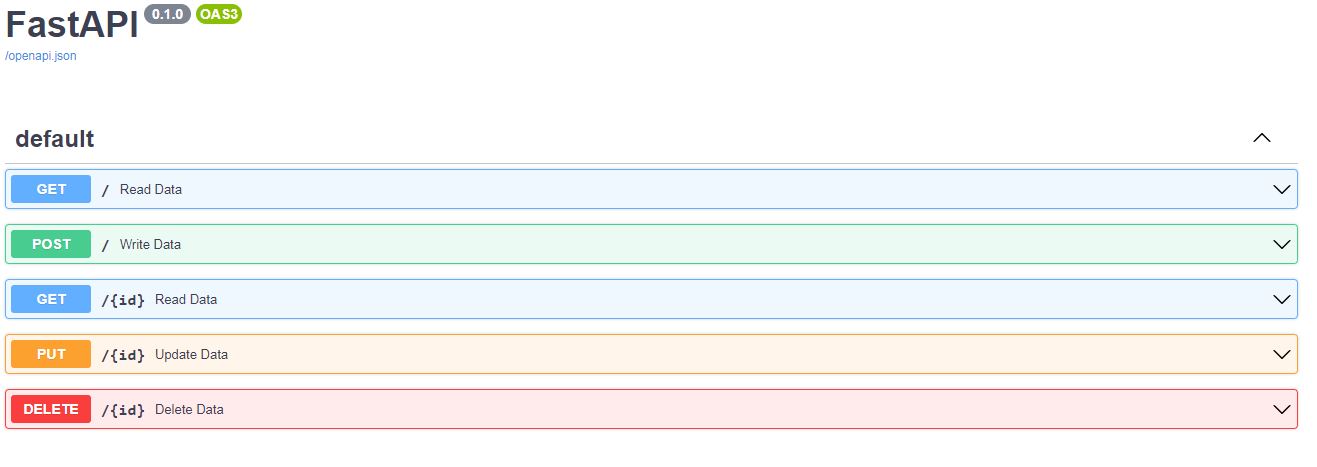 FastAPI 0.1.0 OAS3
/openapi.json
default
GET / Read Data
POST / Write Data
GET /{id} Read Data
PUT /{id} Update Data
DELETE /{id} Delete Data